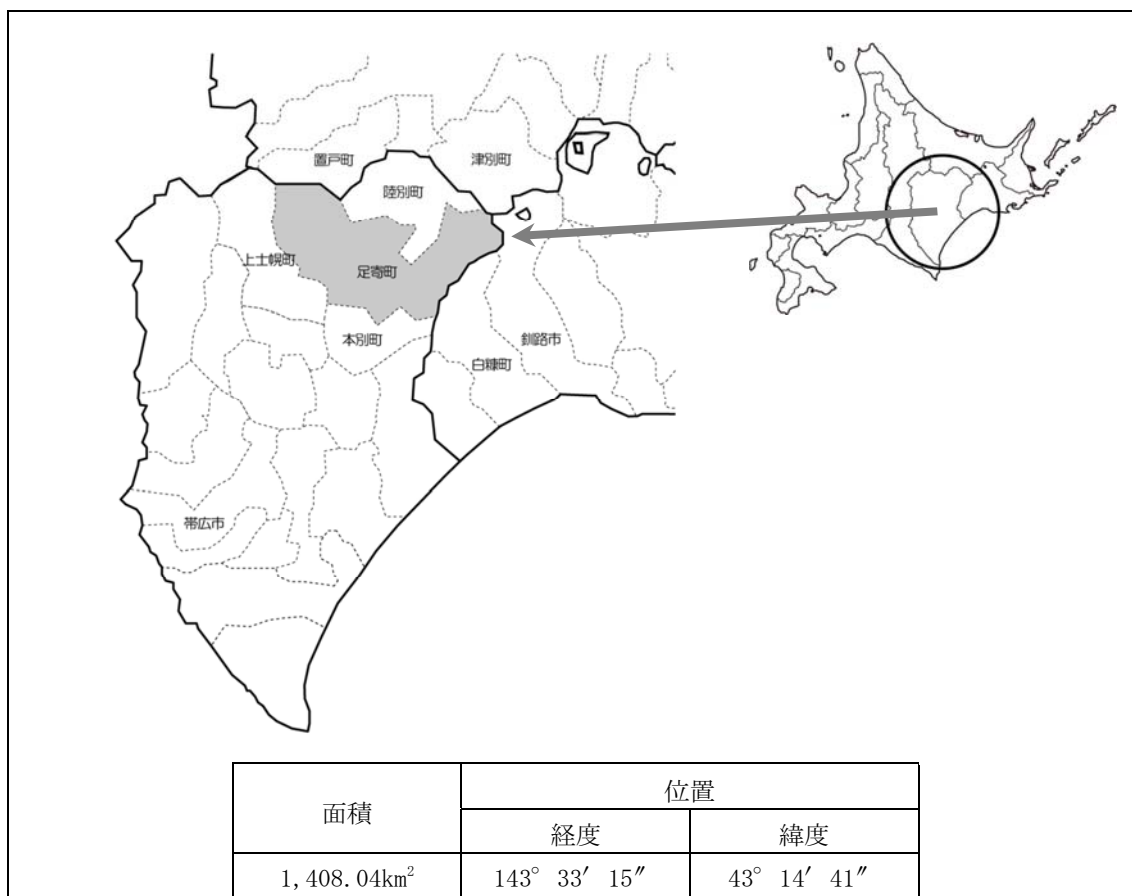 置戸町
津別町
陸別町
上士幌町
足寄町
本別町
釧路市
白糠町
帯広市
面積
位置
経度
緯度
1,408.04km²
143° 33′ 15″
43° 14′ 41″